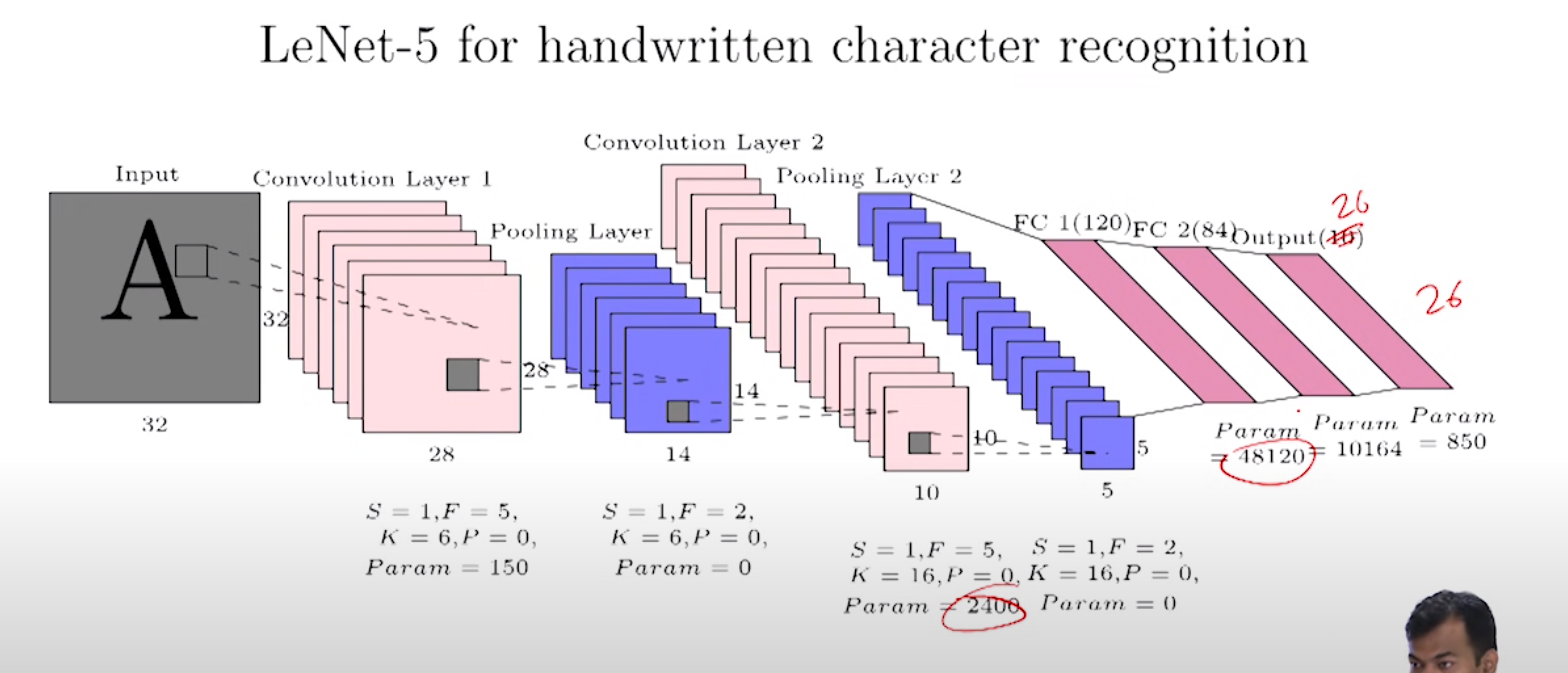 LeNet-5 for handwritten character recognition
Input
A
32
32
Convolution Layer 1
28
28
S = 1,F = 5,
K = 6,P = 0,
Param = 150
Pooling Layer
14
14
S = 1,F = 2,
K = 6,P = 0,
Param = 0
Convolution Layer 2
10
10
S = 1,F = 5,
K = 16,P = 0,
Param = 2400
Pooling Layer 2
5
5
S = 1,F = 2,
K = 16,P = 0,
Param = 0
FC 1(120)
Param
= 48120
FC 2(84)
Param
= 10164
26
Output(10)
26
Param
= 850